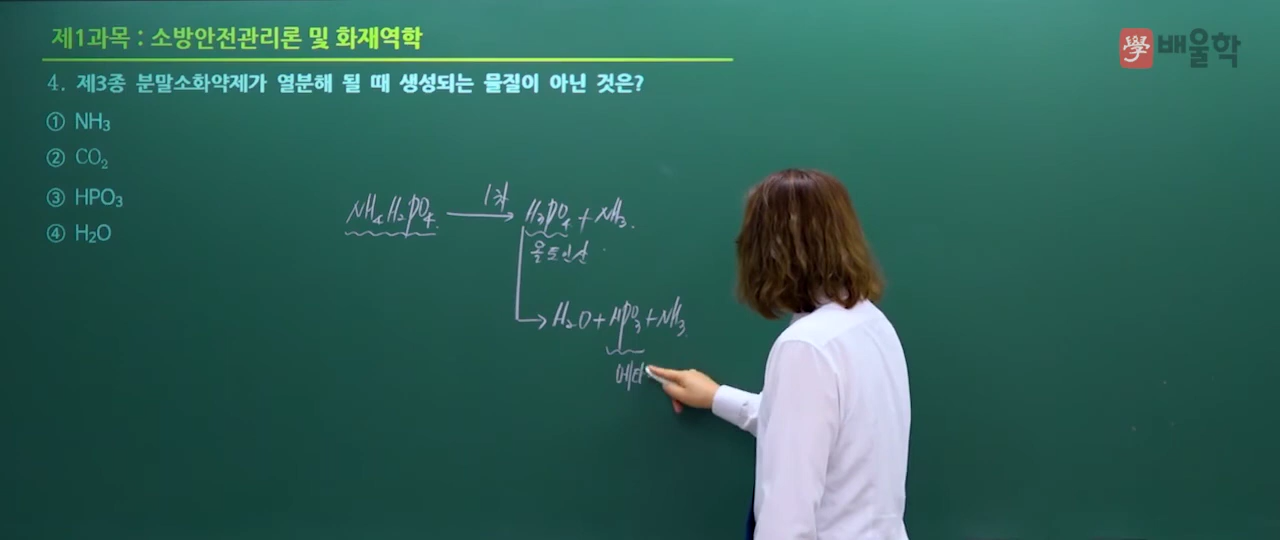 제1과목 : 소방안전관리론 및 화재역학
學 배울학
4. 제3종 분말소화약제가 열분해 될 때 생성되는 물질이 아닌 것은?
① NH₃
② CO₂
③ HPO₃
④ H₂O
NH₄H₂PO₄ 1차 H₃PO₄ + NH₃
올토인산
H₂O + HPO₃ + NH₃
메타